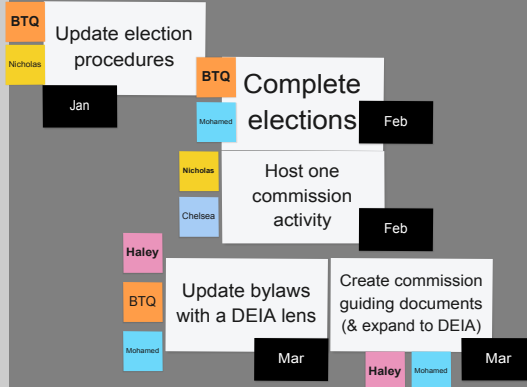 BTQ
Nicholas
Update election
procedures
Jan
BTQ
Mohamed
Complete
elections
Feb
Nicholas
Chelsea
Host one
commission
activity
Feb
Haley
BTQ
Mohamed
Update bylaws
with a DEIA lens
Mar
Create commission
guiding documents
(& expand to DEIA)
Mar
Haley
Mohamed